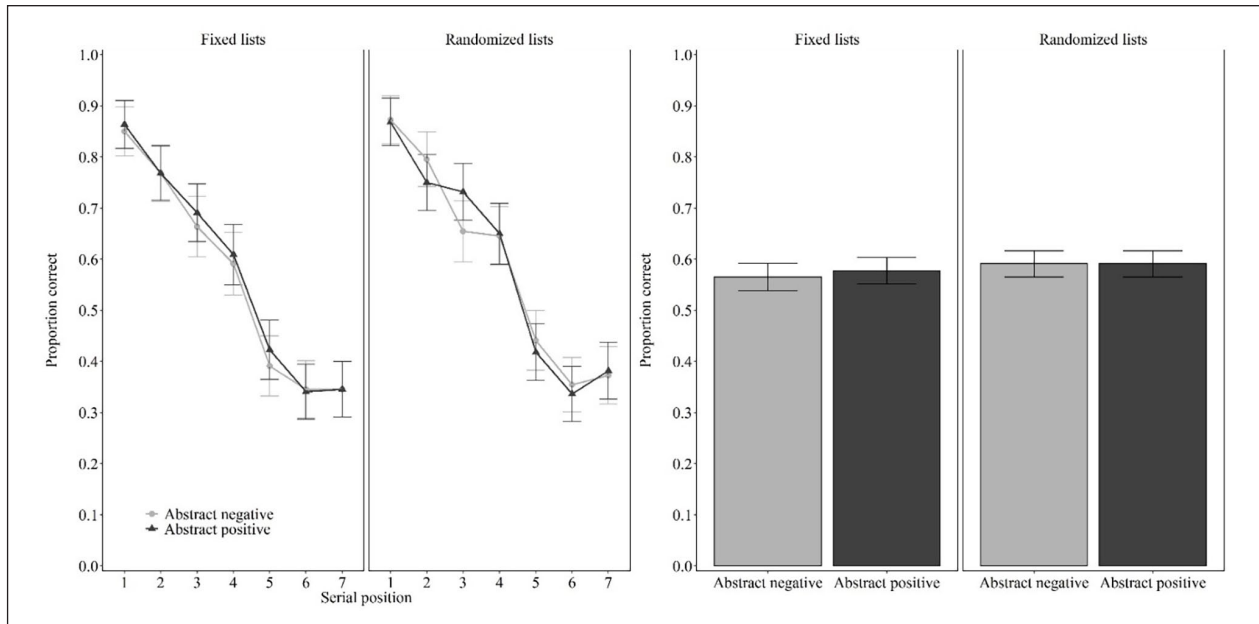 Fixed lists
Randomized lists
Proportion correct
1.0
0.9
0.8
0.7
0.6
0.5
0.4
0.3
0.2
0.1
0.0
Abstract negative
Abstract positive
1 2 3 4 5 6 7
1 2 3 4 5 6 7
Serial position
Fixed lists
Randomized lists
Proportion correct
1.0
0.9
0.8
0.7
0.6
0.5
0.4
0.3
0.2
0.1
0.0
Abstract negative Abstract positive
Abstract negative Abstract positive